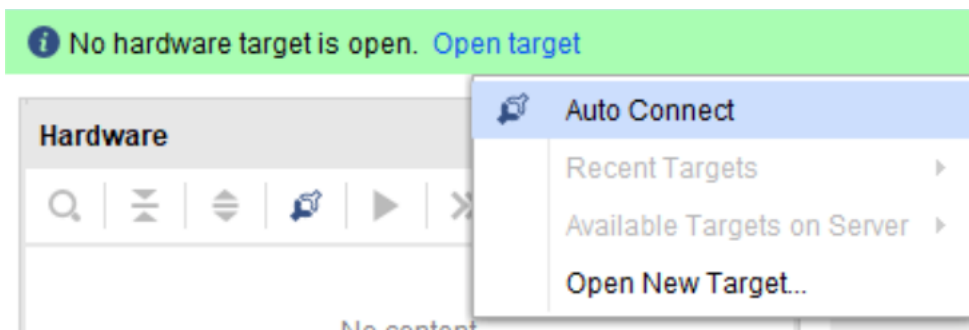 No hardware target is open. Open target
Auto Connect
Hardware
Recent Targets
Available Targets on Server
Open New Target...
No content